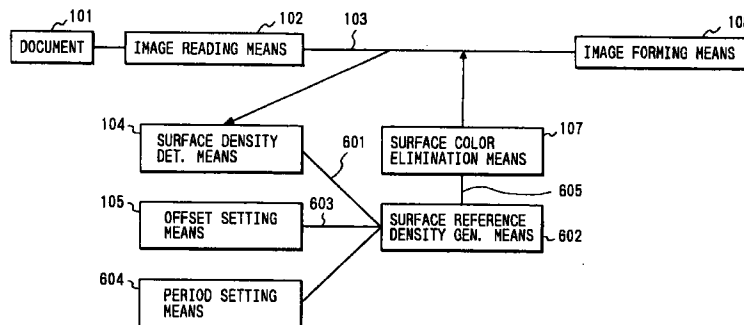 101
102
103
DOCUMENT
IMAGE READING MEANS
IMAGE FORMING MEANS
104
SURFACE DENSITY
DET. MEANS
601
107
SURFACE COLOR
ELIMINATION MEANS
105
OFFSET SETTING
MEANS
603
605
SURFACE REFERENCE
DENSITY GEN. MEANS
602
604
PERIOD SETTING
MEANS